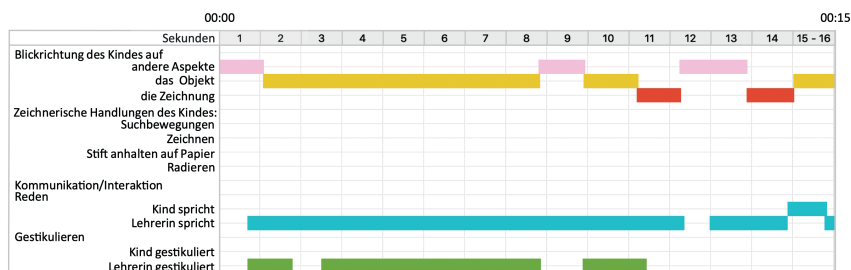 00:00 00:15
Sekunden 1 2 3 4 5 6 7 8 9 10 11 12 13 14 15 - 16
Blickrichtung des Kindes auf
andere Aspekte
das Objekt
die Zeichnung
Zeichnerische Handlungen des Kindes:
Suchbewegungen
Zeichnen
Stift anhalten auf Papier
Radieren
Kommunikation/Interaktion
Reden
Kind spricht
Lehrerin spricht
Gestikulieren
Kind gestikuliert
Lehrerin gestikuliert